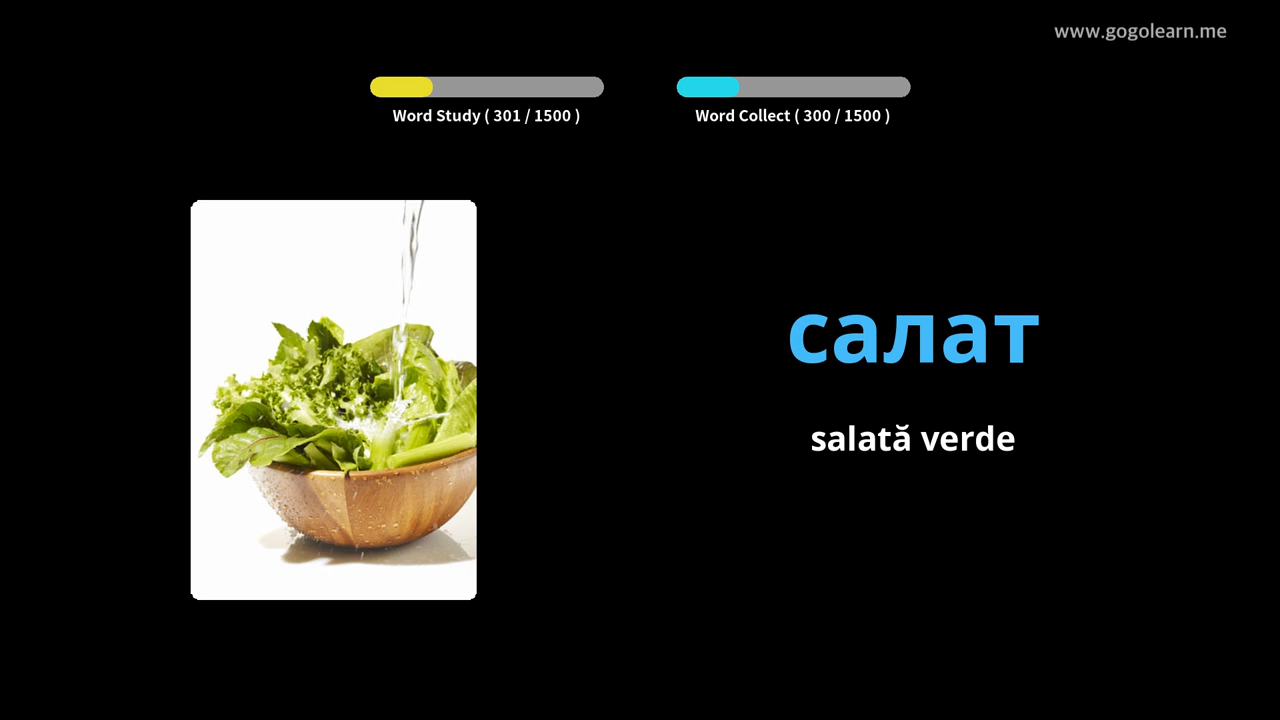 www.gogolearn.me
Word Study ( 301 / 1500 )
Word Collect ( 300 / 1500 )
салат
salată verde